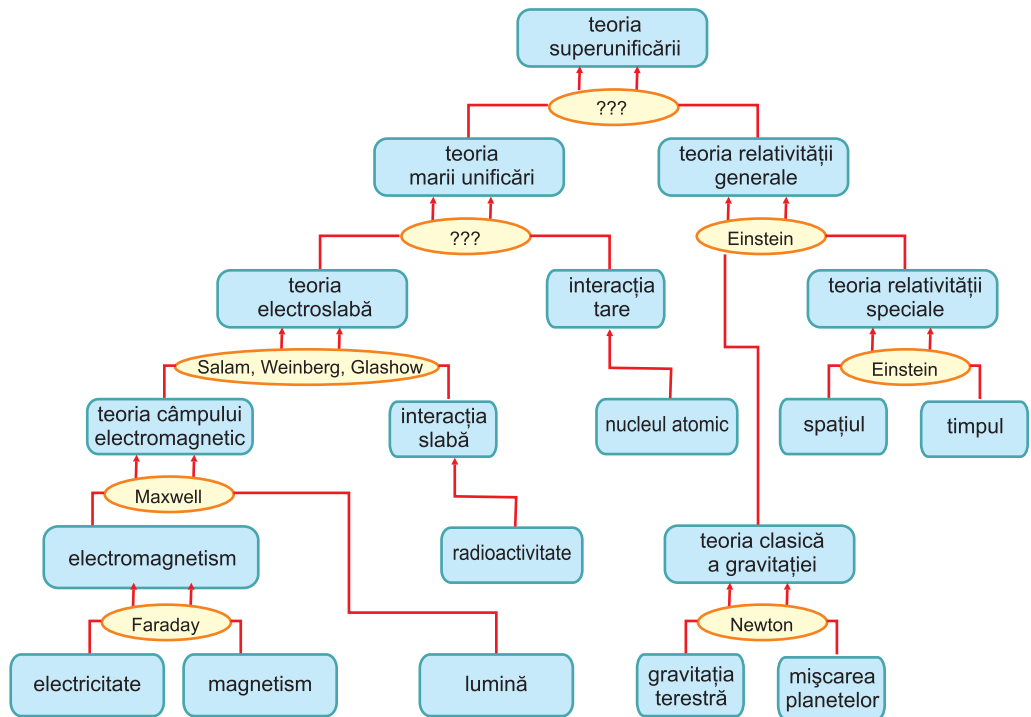 teoria
superunificării
???
teoria
marii unificări
teoria relativității
generale
???
Einstein
teoria
electroslabă
interacția
tare
teoria relativității
speciale
Salam, Weinberg, Glashow
Einstein
teoria câmpului
electromagnetic
interacția
slabă
nucleul atomic
spațiul
timpul
Maxwell
electromagnetism
radioactivitate
teoria clasică
a gravitației
Faraday
Newton
electricitate
magnetism
lumină
gravitația
terestră
mişcarea
planetelor